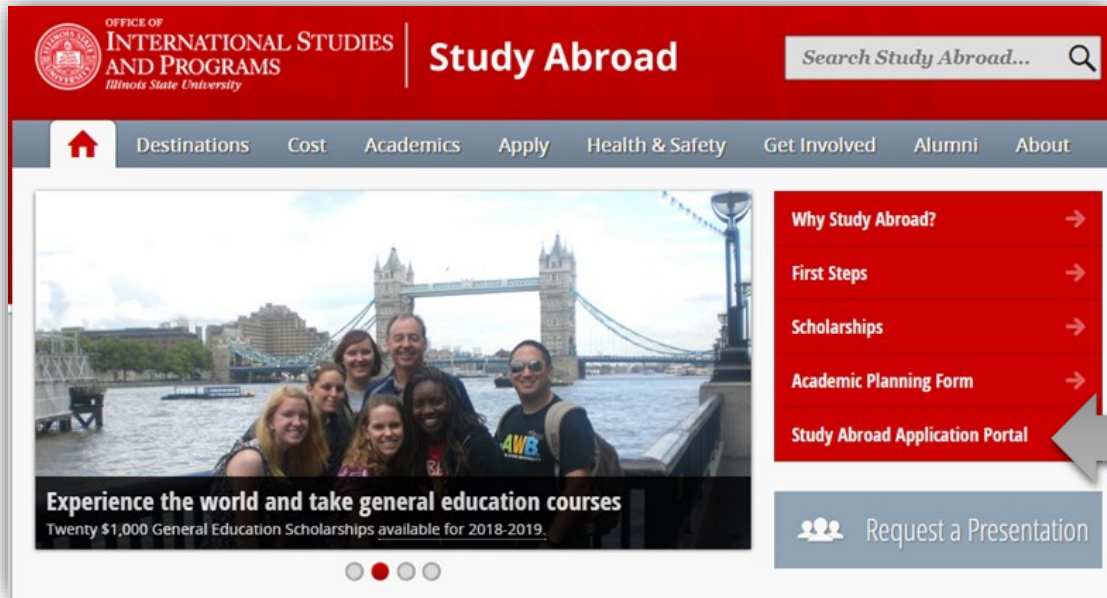 OFFICE OF
INTERNATIONAL STUDIES
AND PROGRAMS
Illinois State University
Study Abroad
Search Study Abroad...
Destinations Cost Academics Apply Health & Safety Get Involved Alumni About
Why Study Abroad?
First Steps
Scholarships
Academic Planning Form
Study Abroad Application Portal
AWB
Experience the world and take general education courses
Twenty $1,000 General Education Scholarships available for 2018-2019.
Request a Presentation